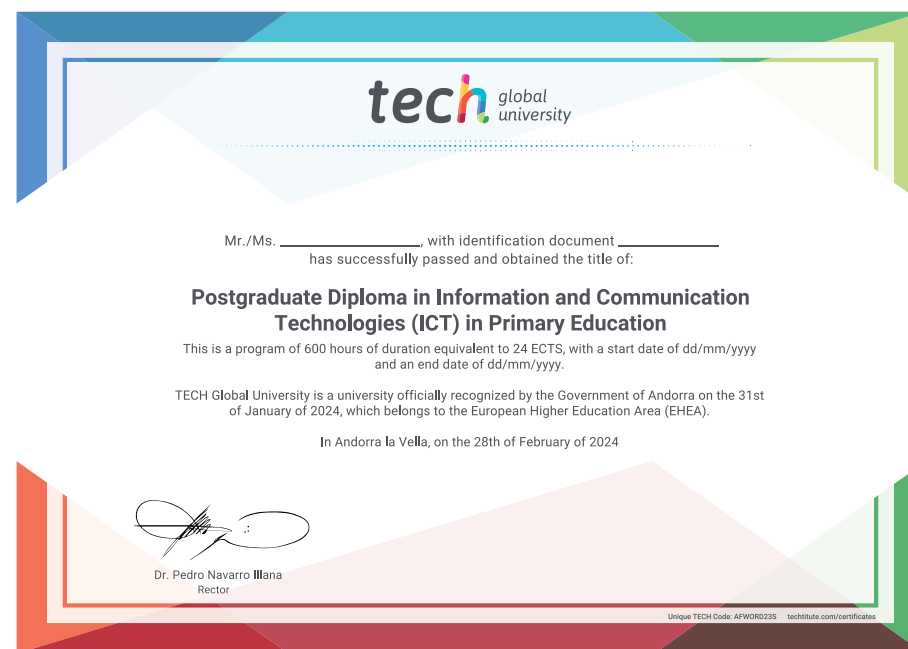 tech global
university
Mr./Ms. ____________________, with identification document ______________
has successfully passed and obtained the title of:
Postgraduate Diploma in Information and Communication
Technologies (ICT) in Primary Education
This is a program of 600 hours of duration equivalent to 24 ECTS, with a start date of dd/mm/yyyy
and an end date of dd/mm/yyyy.
TECH Global University is a university officially recognized by the Government of Andorra on the 31st
of January of 2024, which belongs to the European Higher Education Area (EHEA).
In Andorra la Vella, on the 28th of February of 2024
Dr. Pedro Navarro Illana
Rector
Unique TECH Code: AFWORD23S techtitute.com/certificates